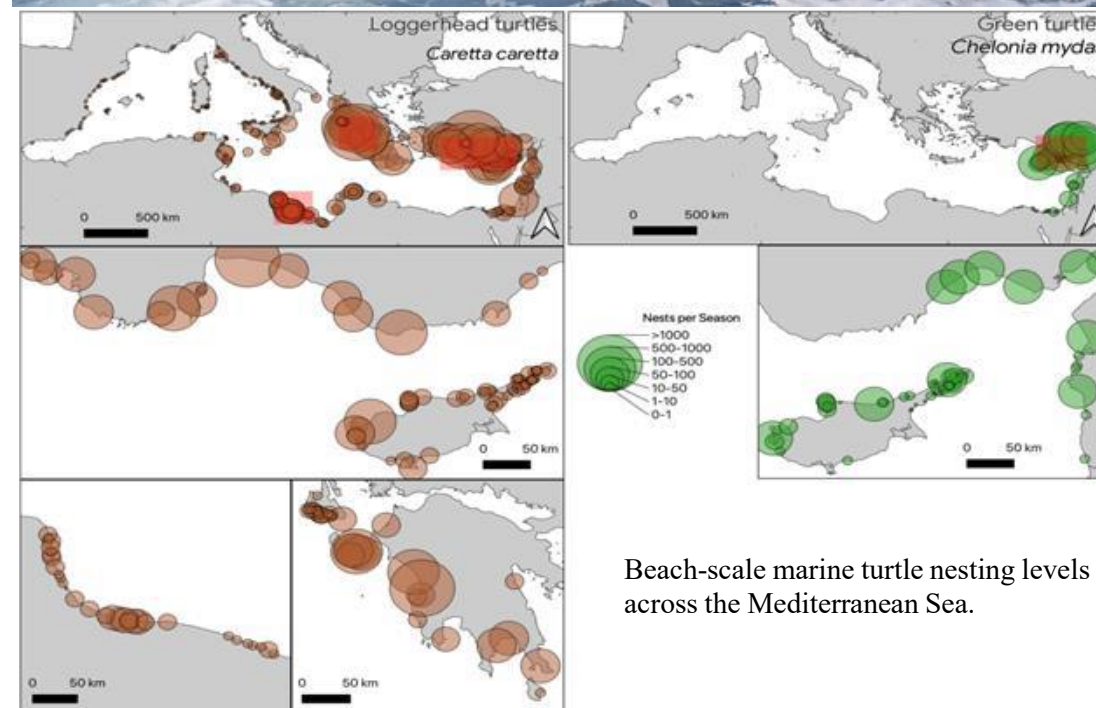 Loggerhead turtles
Caretta caretta
0 500 km
Green turtle
Chelonia mydas
0 500 km
0 50 km
Nests per Season
>1000
500-1000
100-500
50-100
10-50
1-10
0-1
0 50 km
0 50 km
0 50 km
Beach-scale marine turtle nesting levels
across the Mediterranean Sea.